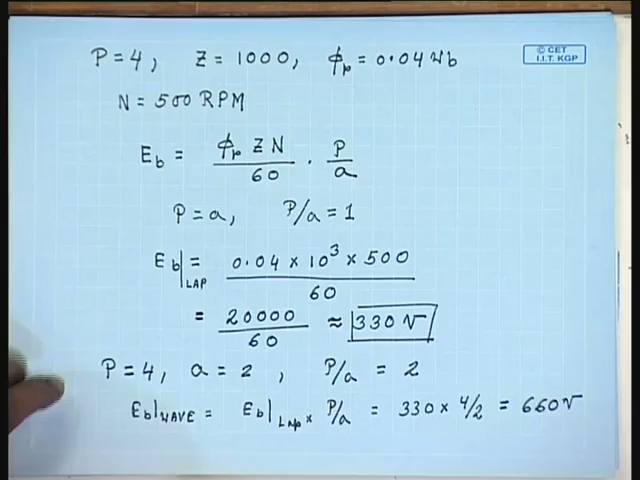 P = 4, Z = 1000, ϕp = 0.04 Wb
© CET
I.I.T. KGP
N = 500 RPM
Eb = ϕp Z N / 60 . P/a
P = a, P/a = 1
Eb|LAP = 0.04 × 10³ × 500 / 60
= 20000 / 60 ≈ 330 V
P = 4, a = 2, P/a = 2
Eb|WAVE = Eb|Lap × P/a = 330 × 4/2 = 660 V